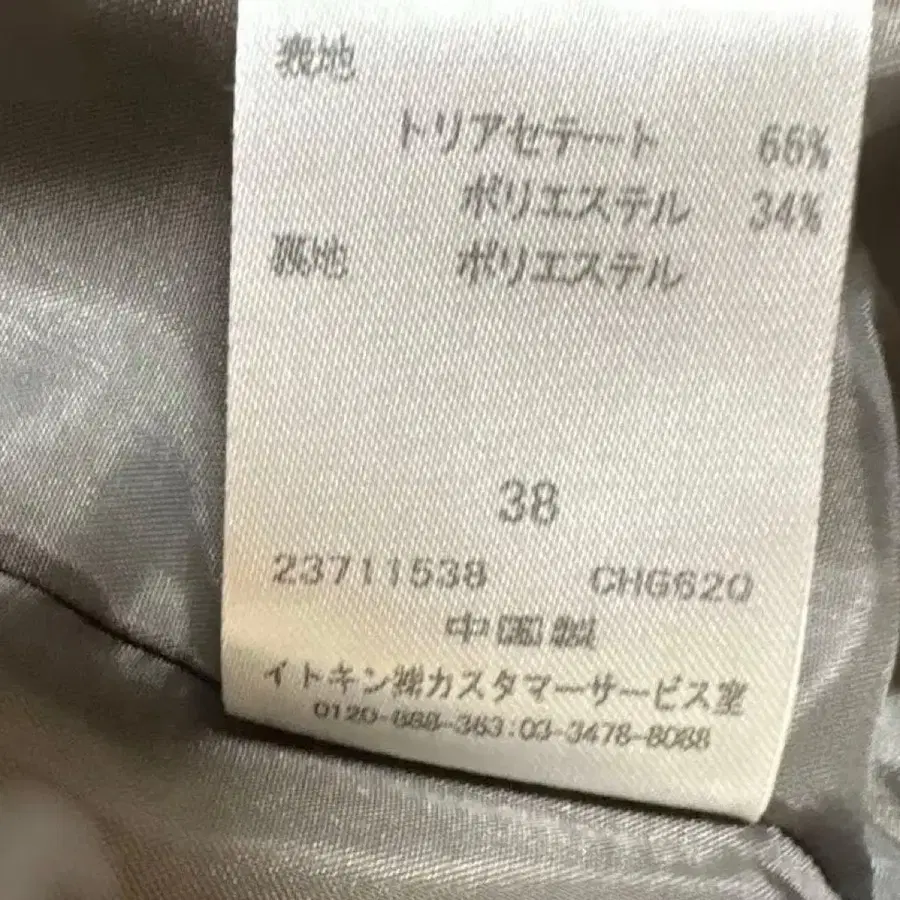 表地
トリアセテート 66%
ポリエステル 34%
裏地 ポリエステル
38
23711538 CHG620
中国製
イトキン㈱カスタマーサービス室
0120-888-363:03-3478-8088